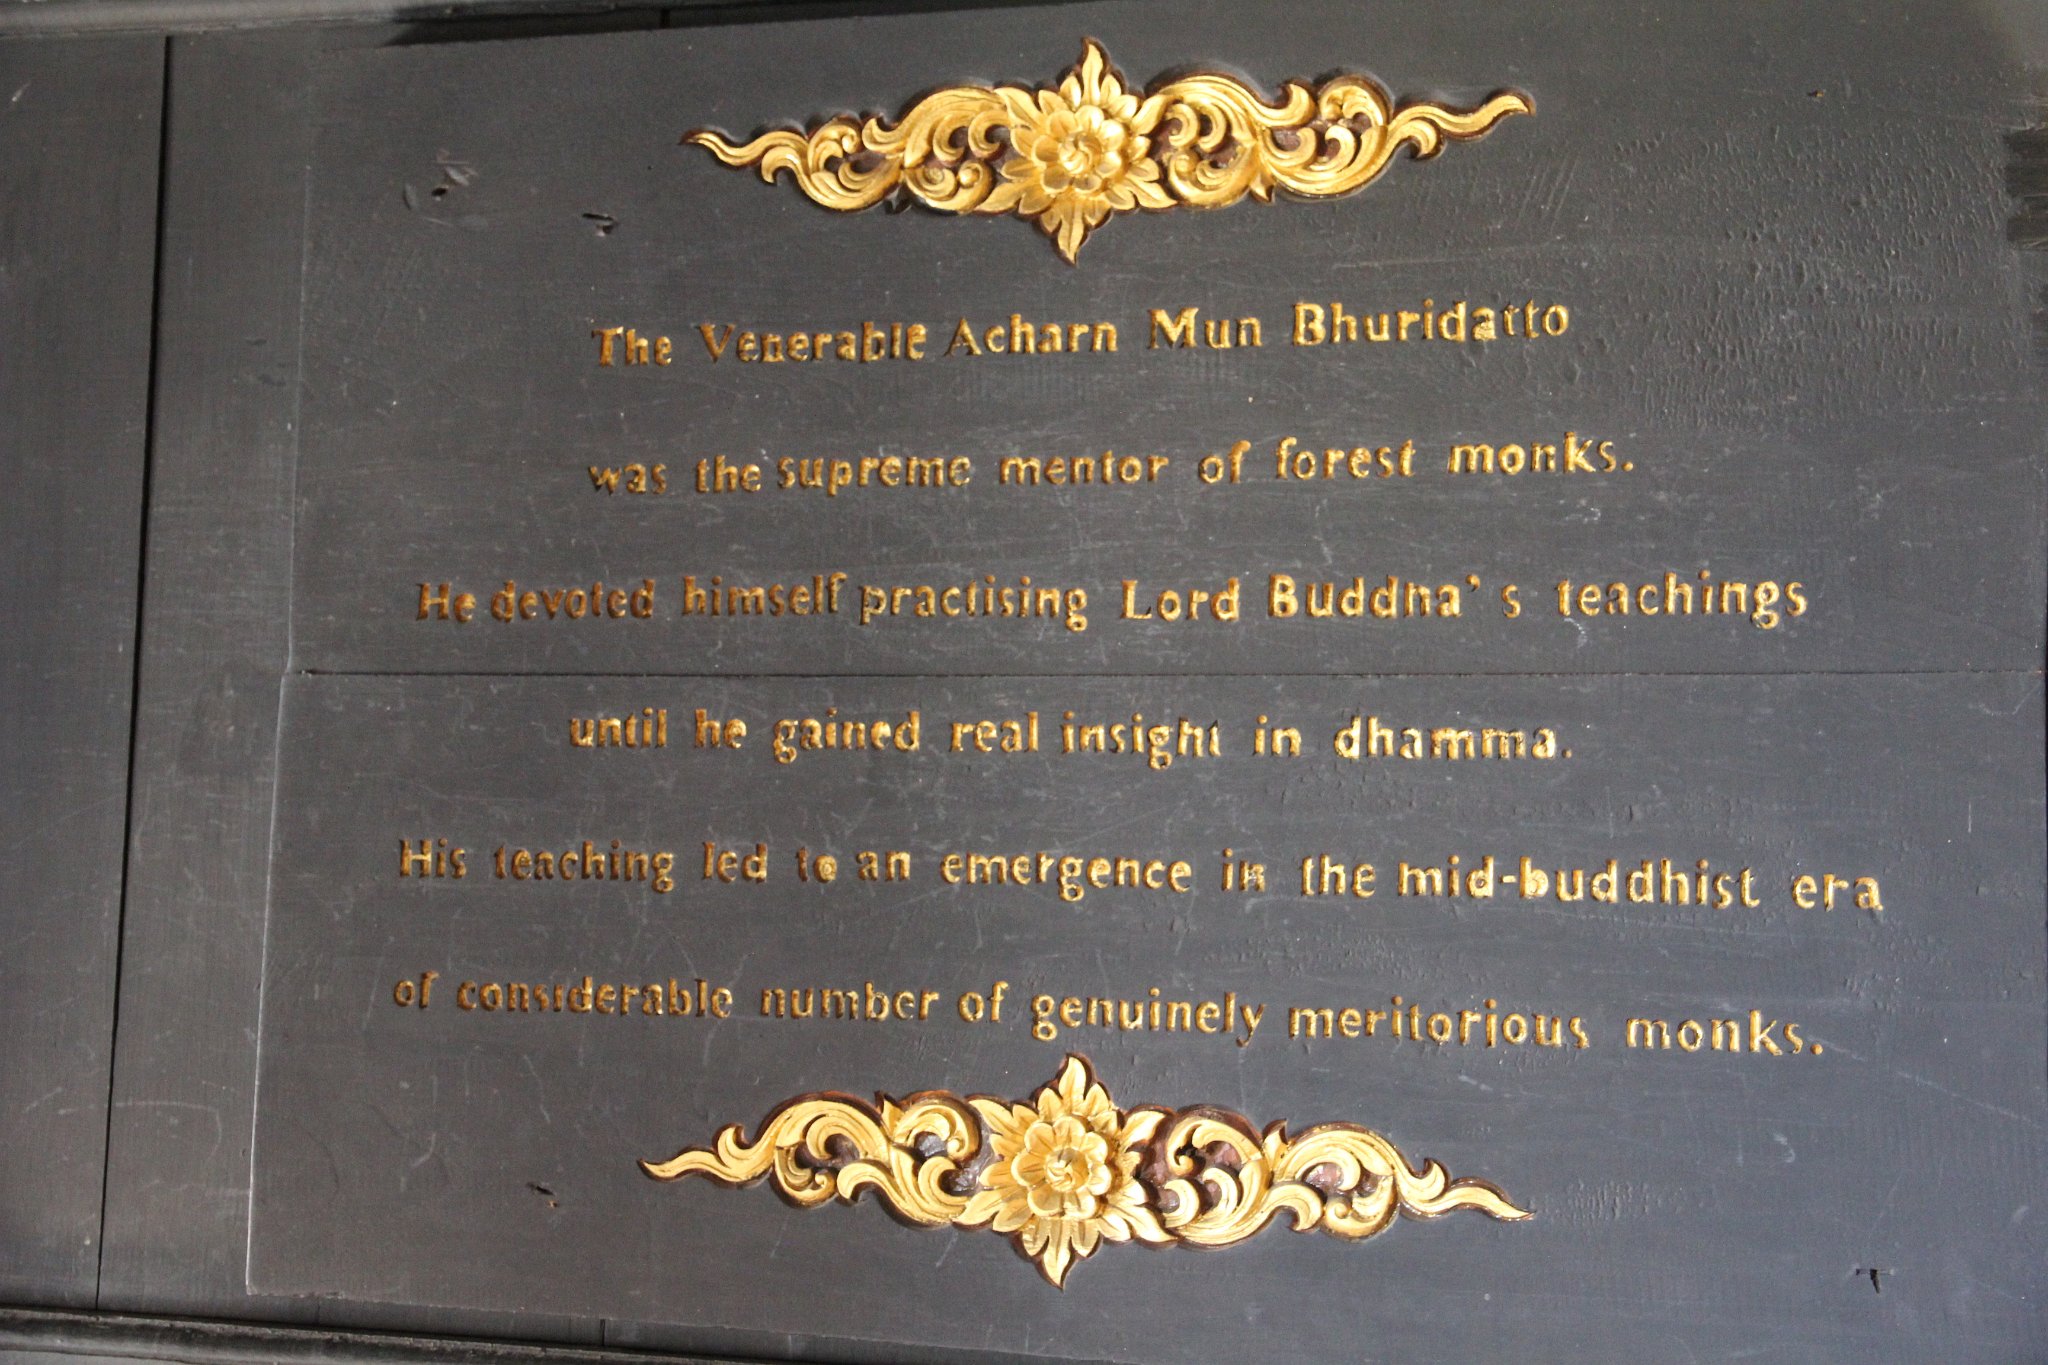 The Venerable Acharn Mun Bhuridatto
was the supreme mentor of forest monks.
He devoted himself practising Lord Buddha's teachings
until he gained real insight in dhamma.
His teaching led to an emergence in the mid-buddhist era
of considerable number of genuinely meritorious monks.